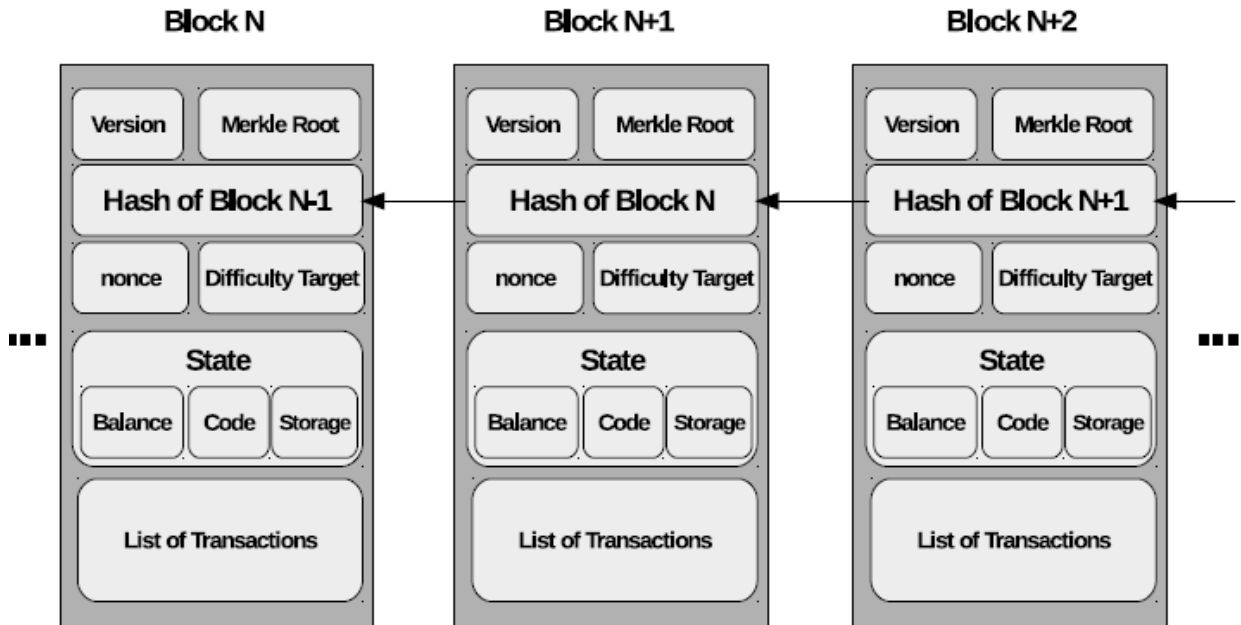 Block N
Block N+1
Block N+2
Version
Merkle Root
Hash of Block N-1
nonce
Difficulty Target
State
Balance
Code
Storage
List of Transactions
Version
Merkle Root
Hash of Block N
nonce
Difficulty Target
State
Balance
Code
Storage
List of Transactions
Version
Merkle Root
Hash of Block N+1
nonce
Difficulty Target
State
Balance
Code
Storage
List of Transactions
...
...